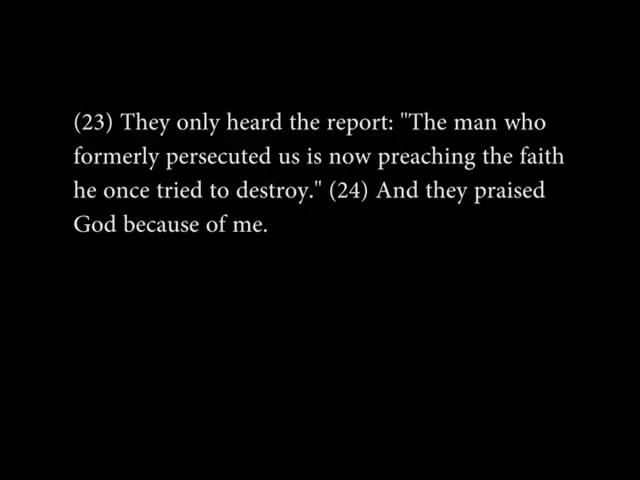 (23) They only heard the report: "The man who
formerly persecuted us is now preaching the faith
he once tried to destroy." (24) And they praised
God because of me.